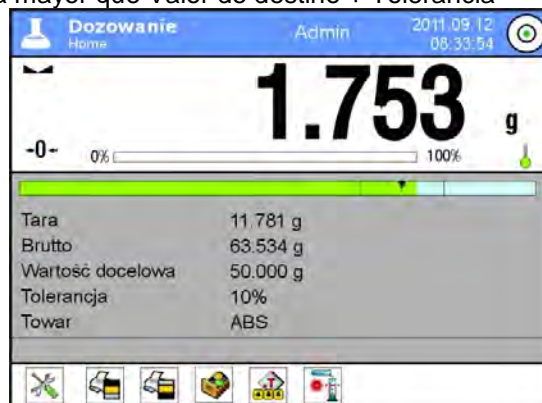 a mayor que Valor de destino + Tolerancia
Dozowanie Admin 2011.09.12
Home 08:33:54
1.753 g
-0- 0% 100%
Tara 11.781 g
Brutto 63.534 g
Wartość docelowa 50.000 g
Tolerancja 10%
Towar ABS
T